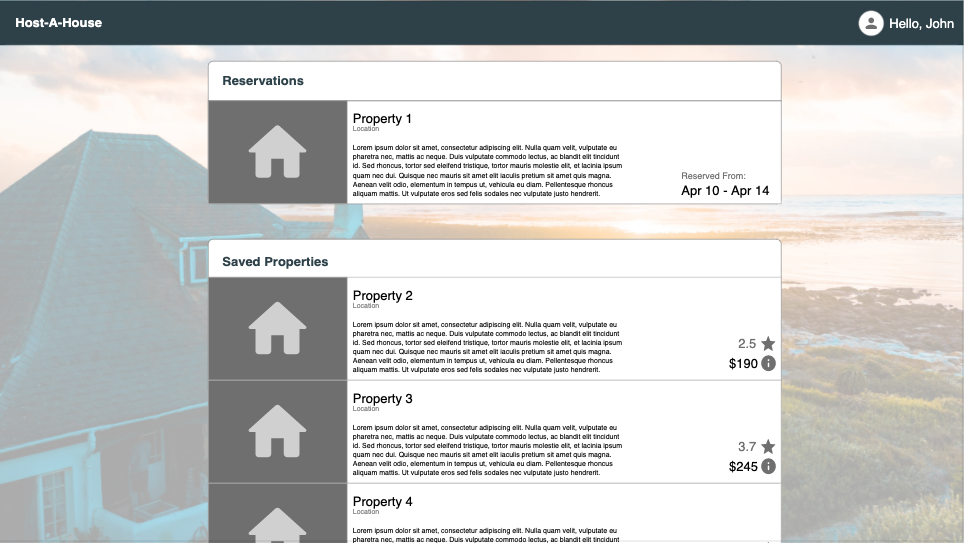 Host-A-House
Hello, John
Reservations
Property 1
Location
Lorem ipsum dolor sit amet, consectetur adipiscing elit. Nulla quam velit, vulputate eu
pharetra nec, mattis ac neque. Duis vulputate commodo lectus, ac blandit elit tincidunt
id. Sed rhoncus, tortor sed eleifend tristique, tortor mauris molestie elit, et lacinia ipsum
quam nec dui. Quisque nec mauris sit amet elit iaculis pretium sit amet quis magna.
Aenean velit odio, elementum in tempus ut, vehicula eu diam. Pellentesque rhoncus
aliquam mattis. Ut vulputate eros sed felis sodales nec vulputate justo hendrerit.
Reserved From:
Apr 10 - Apr 14
Saved Properties
Property 2
Location
Lorem ipsum dolor sit amet, consectetur adipiscing elit. Nulla quam velit, vulputate eu
pharetra nec, mattis ac neque. Duis vulputate commodo lectus, ac blandit elit tincidunt
id. Sed rhoncus, tortor sed eleifend tristique, tortor mauris molestie elit, et lacinia ipsum
quam nec dui. Quisque nec mauris sit amet elit iaculis pretium sit amet quis magna.
Aenean velit odio, elementum in tempus ut, vehicula eu diam. Pellentesque rhoncus
aliquam mattis. Ut vulputate eros sed felis sodales nec vulputate justo hendrerit.
2.5
$190
Property 3
Location
Lorem ipsum dolor sit amet, consectetur adipiscing elit. Nulla quam velit, vulputate eu
pharetra nec, mattis ac neque. Duis vulputate commodo lectus, ac blandit elit tincidunt
id. Sed rhoncus, tortor sed eleifend tristique, tortor mauris molestie elit, et lacinia ipsum
quam nec dui. Quisque nec mauris sit amet elit iaculis pretium sit amet quis magna.
Aenean velit odio, elementum in tempus ut, vehicula eu diam. Pellentesque rhoncus
aliquam mattis. Ut vulputate eros sed felis sodales nec vulputate justo hendrerit.
3.7
$245
Property 4
Location
Lorem ipsum dolor sit amet, consectetur adipiscing elit. Nulla quam velit, vulputate eu
pharetra nec, mattis ac neque. Duis vulputate commodo lectus, ac blandit elit tincidunt